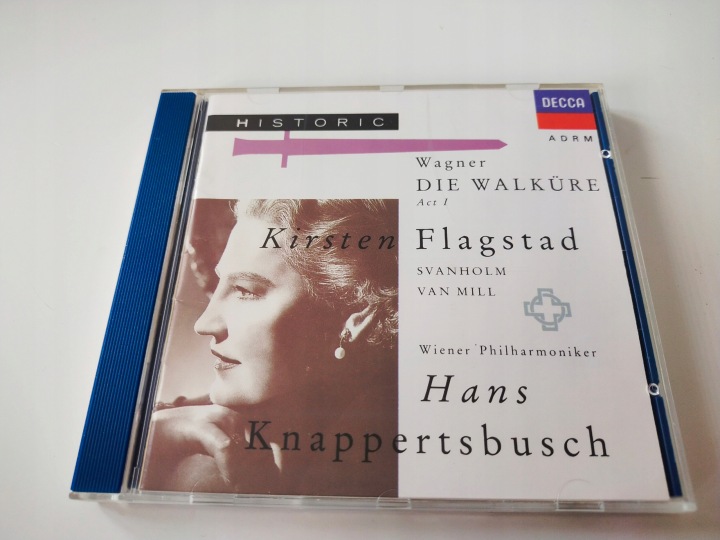 HISTORIC
DECCA
ADRM
Wagner
DIE WALKÜRE
Act I
Kirsten Flagstad
SVANHOLM
VAN MILL
Wiener Philharmoniker
Hans
Knappertsbusch